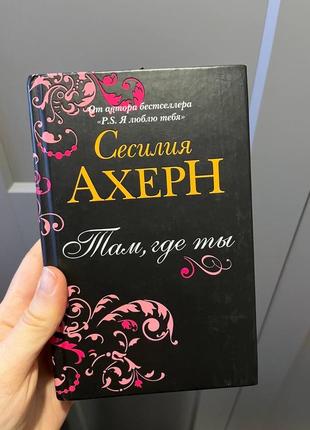 От автора бестселлера
«P.S. Я люблю тебя»
Сесилия
АХЕРН
Там, где ты